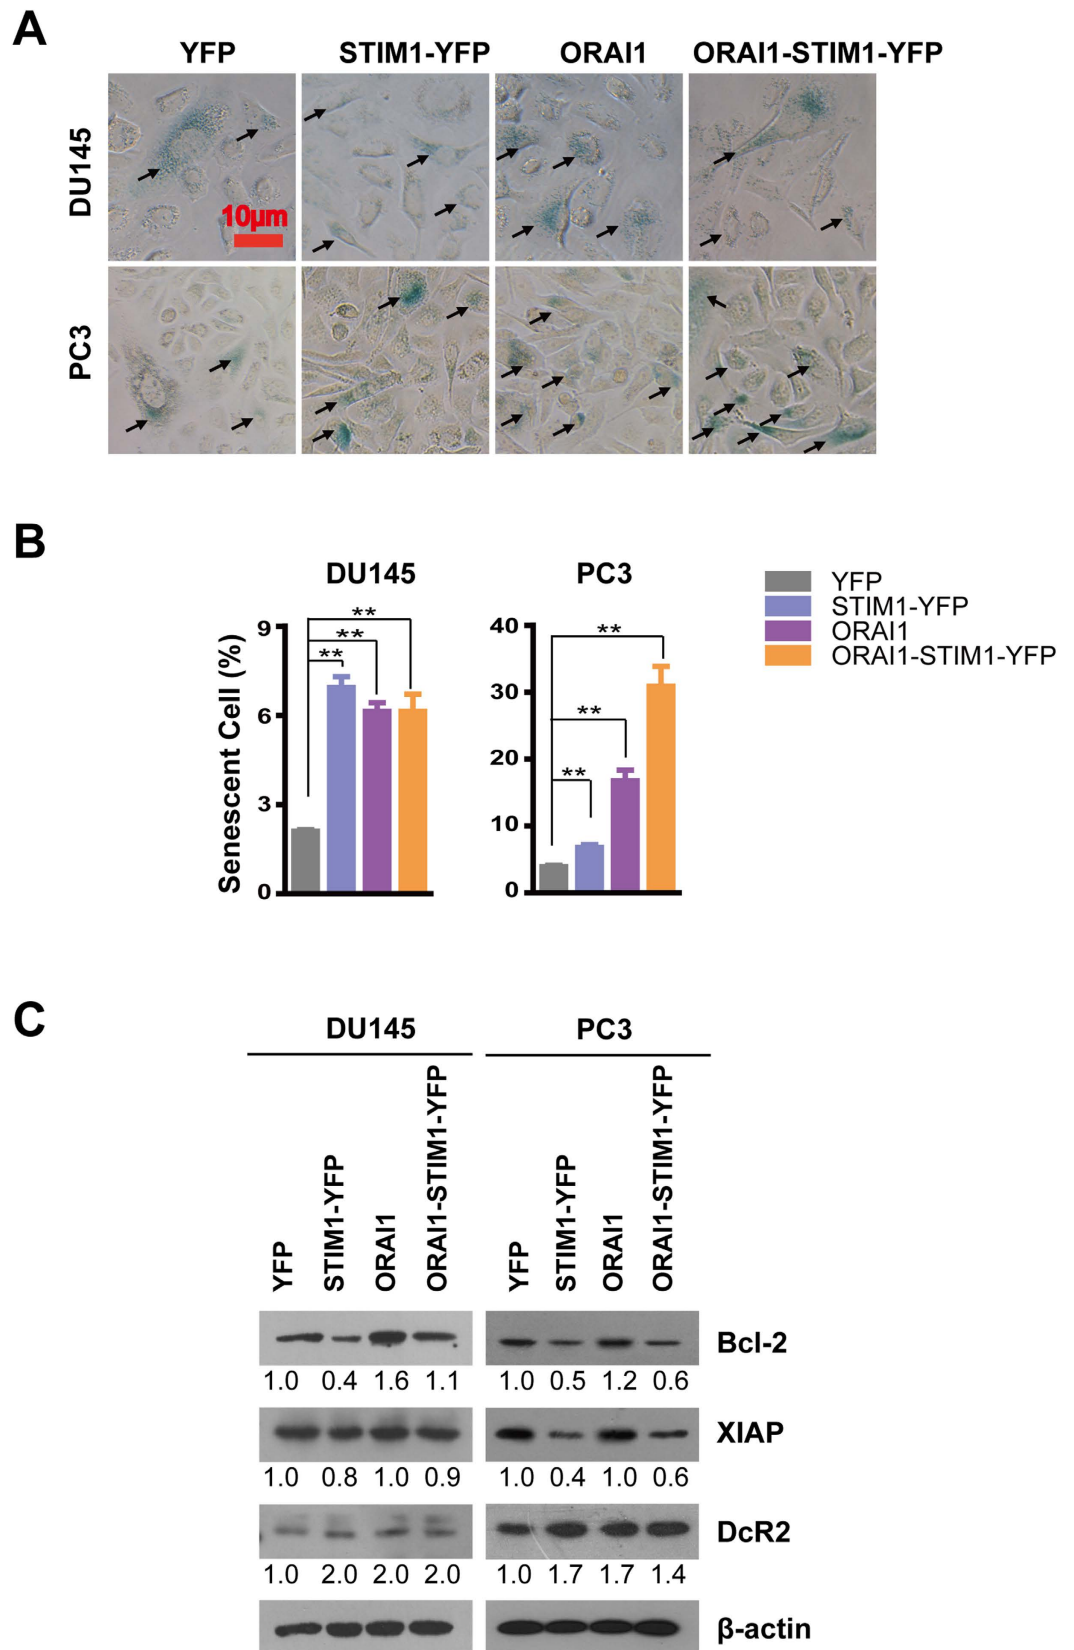 A
YFP STIM1-YFP ORAI1 ORAI1-STIM1-YFP
DU145
10µm
PC3
B
DU145 PC3
YFP
STIM1-YFP
ORAI1
ORAI1-STIM1-YFP
Senescent Cell (%)
9
6
3
0
**
**
**
40
30
20
10
0
**
**
**
C
DU145 PC3
YFP STIM1-YFP ORAI1 ORAI1-STIM1-YFP YFP STIM1-YFP ORAI1 ORAI1-STIM1-YFP
Bcl-2
1.0 0.4 1.6 1.1 1.0 0.5 1.2 0.6
XIAP
1.0 0.8 1.0 0.9 1.0 0.4 1.0 0.6
DcR2
1.0 2.0 2.0 2.0 1.0 1.7 1.7 1.4
β-actin